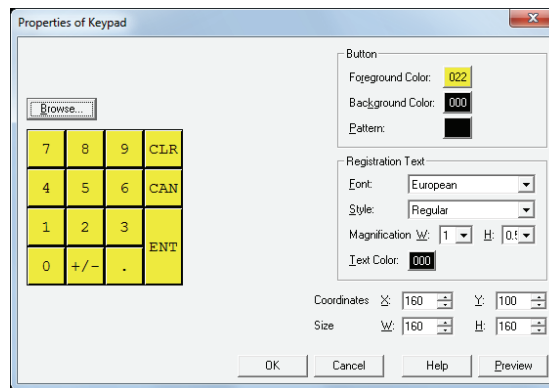 Properties of Keypad
Button
Foreground Color: 022
Browse...
Background Color: 000
Pattern:
7 8 9 CLR
4 5 6 CAN
1 2 3
ENT
0 +/- .
Registration Text
Font: European
Style: Regular
Magnification W: 1 H: 0.5
Text Color: 000
Coordinates X: 160 Y: 100
Size W: 160 H: 160
OK Cancel Help Preview